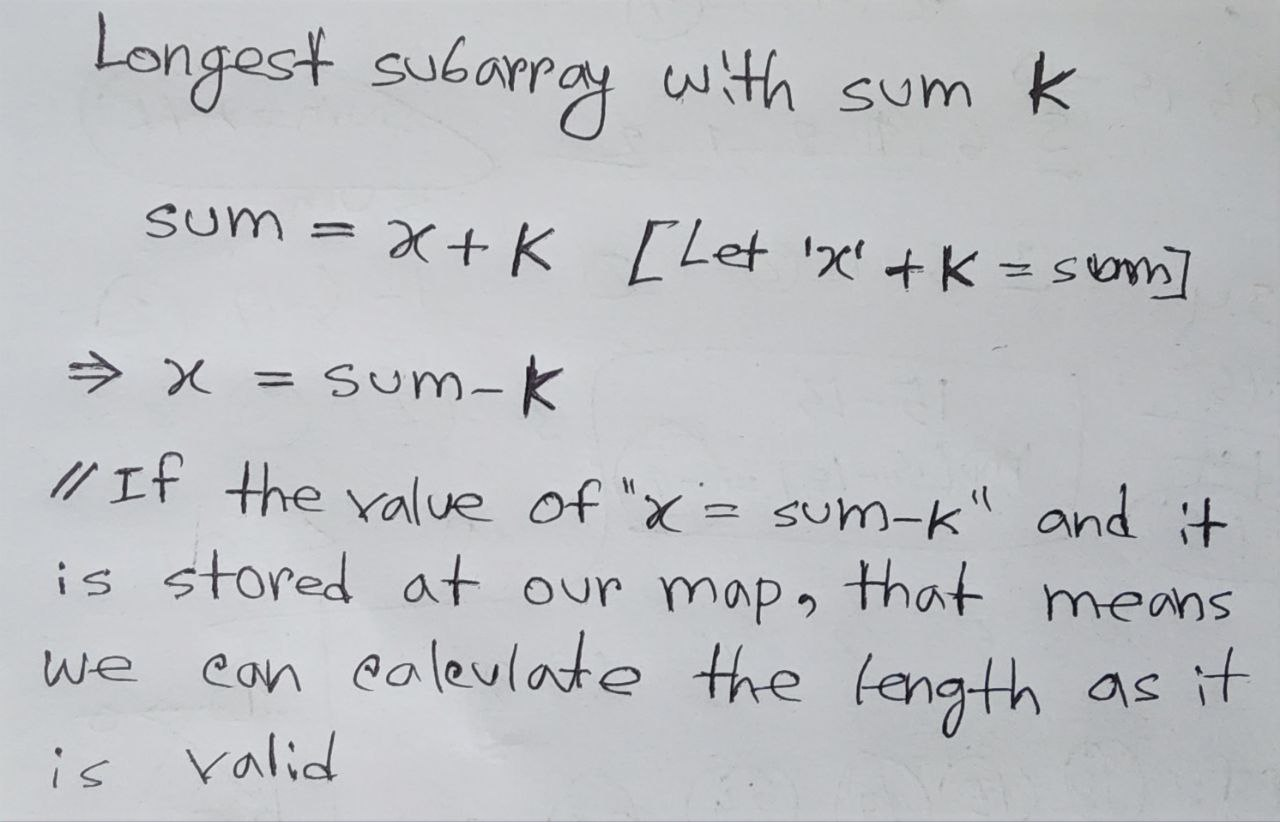 Longest subarray with sum K
sum = x + K [Let 'x' + K = sum]
⇒ x = sum - K
// If the value of "x = sum-k" and it
is stored at our map, that means
we can calculate the length as it
is valid